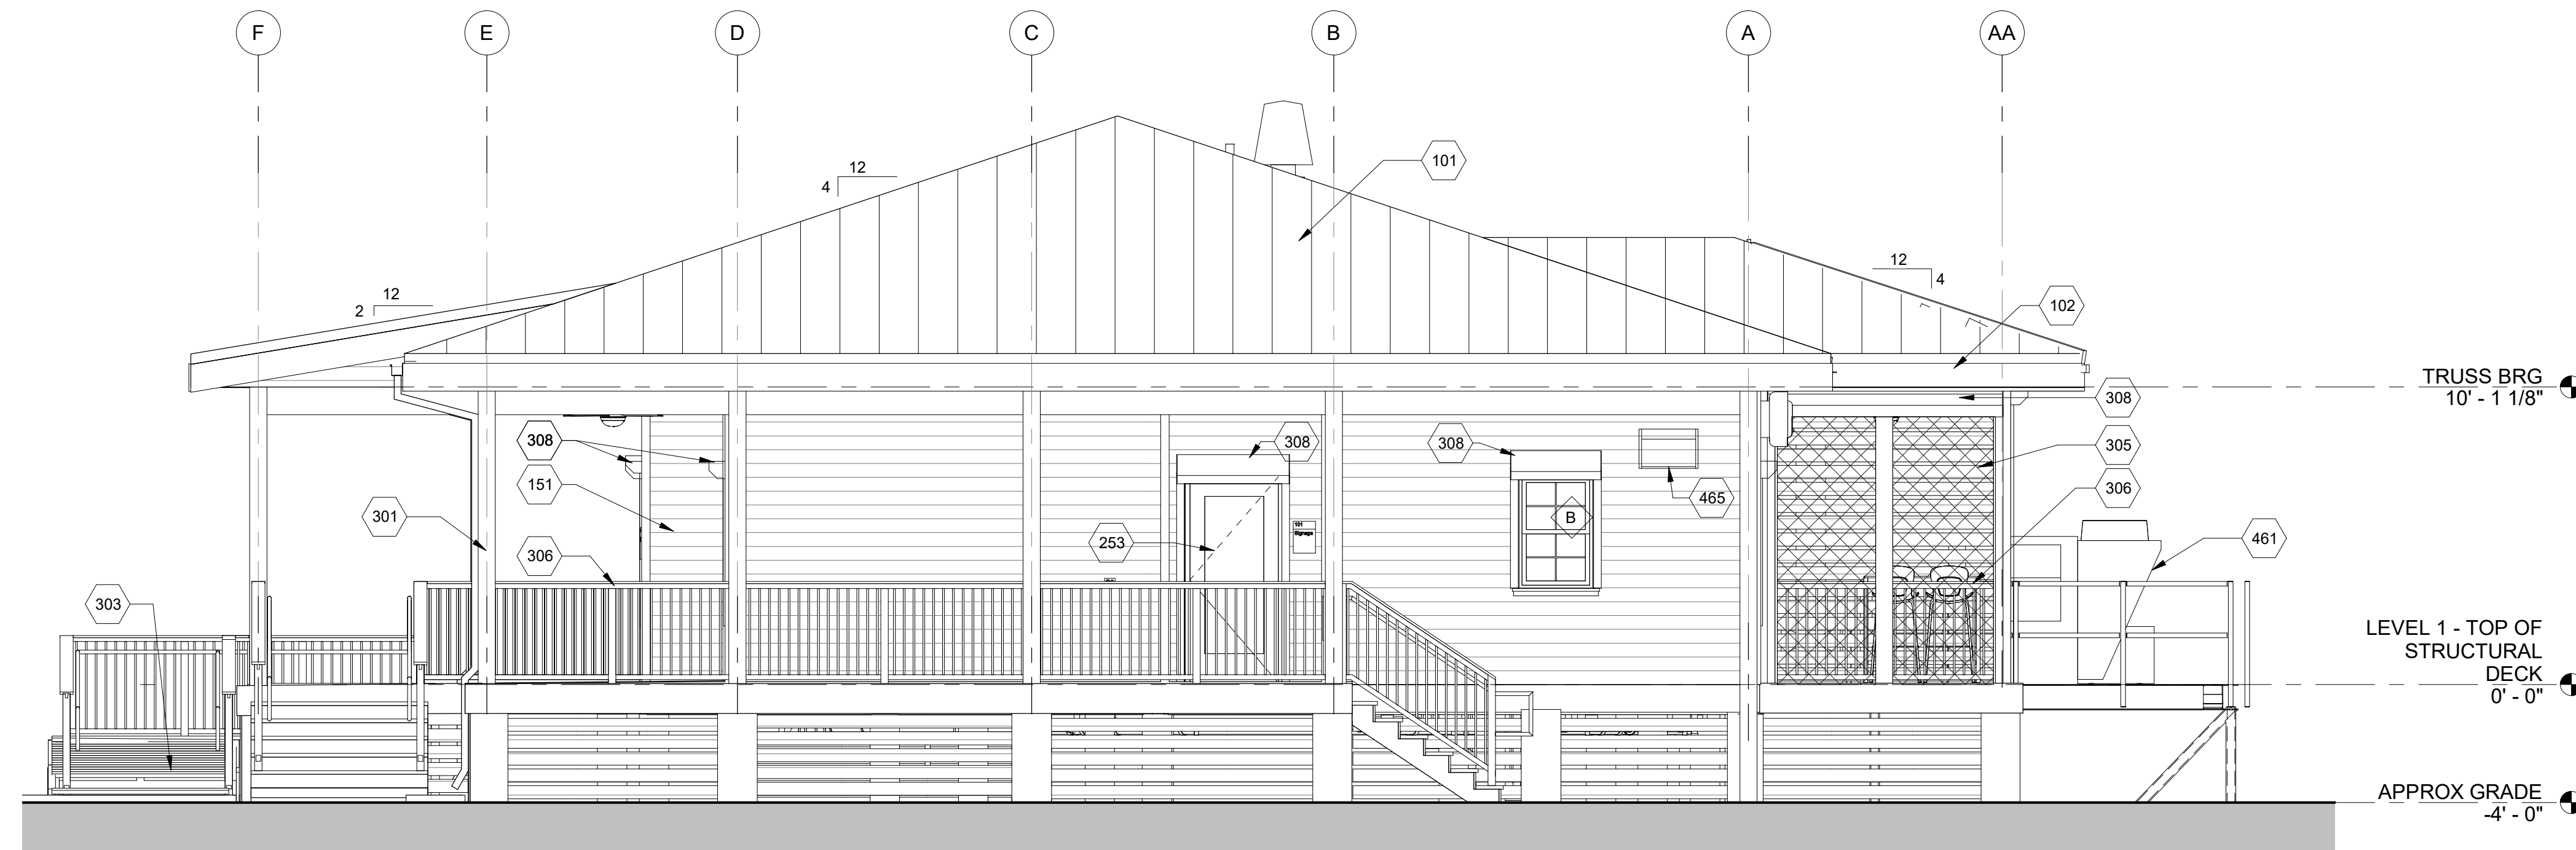 F E D C B A AA
12
4
101
12
4
12
2
102
TRUSS BRG
10' - 1 1/8"
308
308
308
308
305
151
465
306
301
B
101
Signage
253
306
461
303
LEVEL 1 - TOP OF
STRUCTURAL
DECK
0' - 0"
APPROX GRADE
-4' - 0"